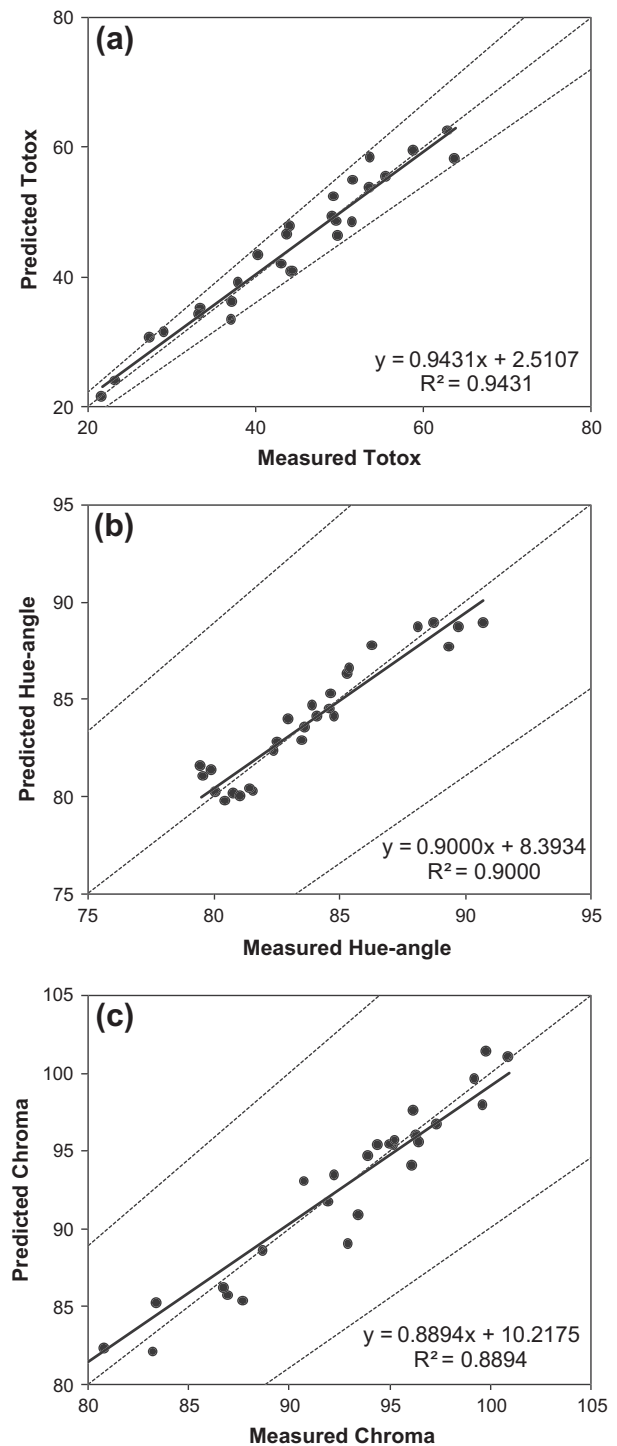 (a)
80
60
40
20
Predicted Totox
y = 0.9431x + 2.5107
R² = 0.9431
20 40 60 80
Measured Totox
(b)
95
90
85
80
75
Predicted Hue-angle
y = 0.9000x + 8.3934
R² = 0.9000
75 80 85 90 95
Measured Hue-angle
(c)
105
100
95
90
85
80
Predicted Chroma
y = 0.8894x + 10.2175
R² = 0.8894
80 85 90 95 100 105
Measured Chroma